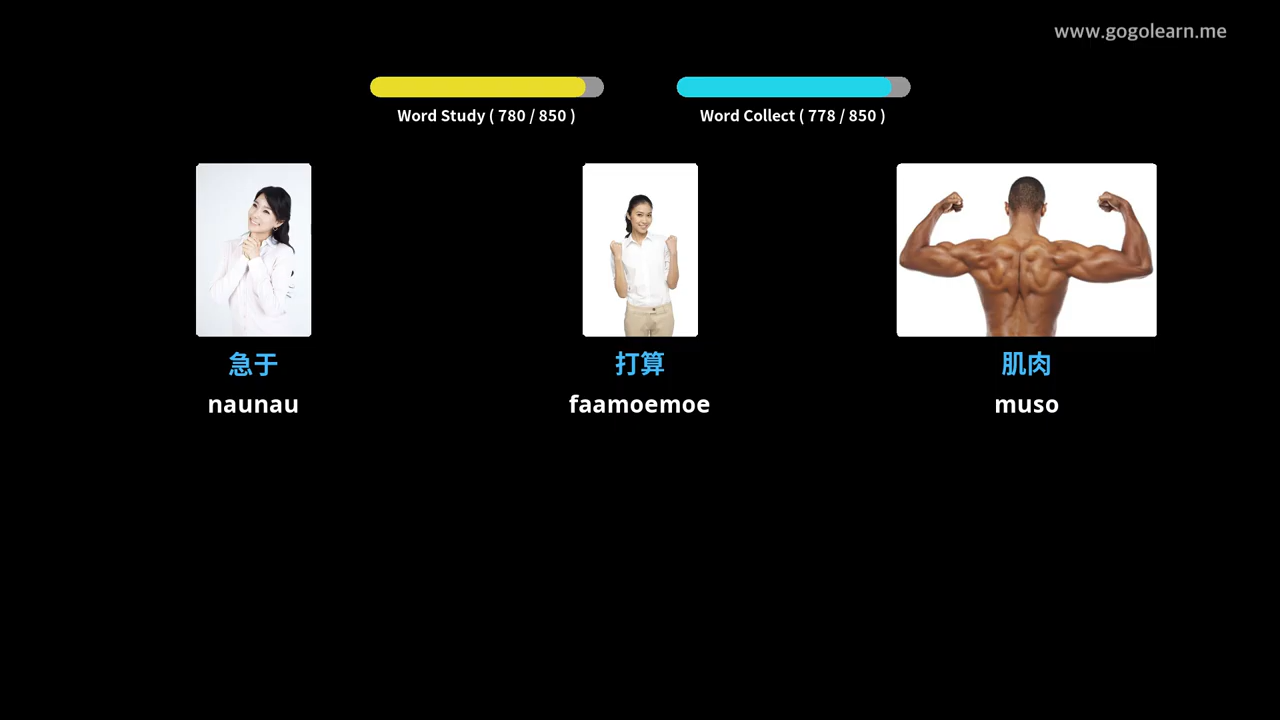 www.gogolearn.me
Word Study ( 780 / 850 )
Word Collect ( 778 / 850 )
急于
打算
肌肉
naunau
faamoemoe
muso